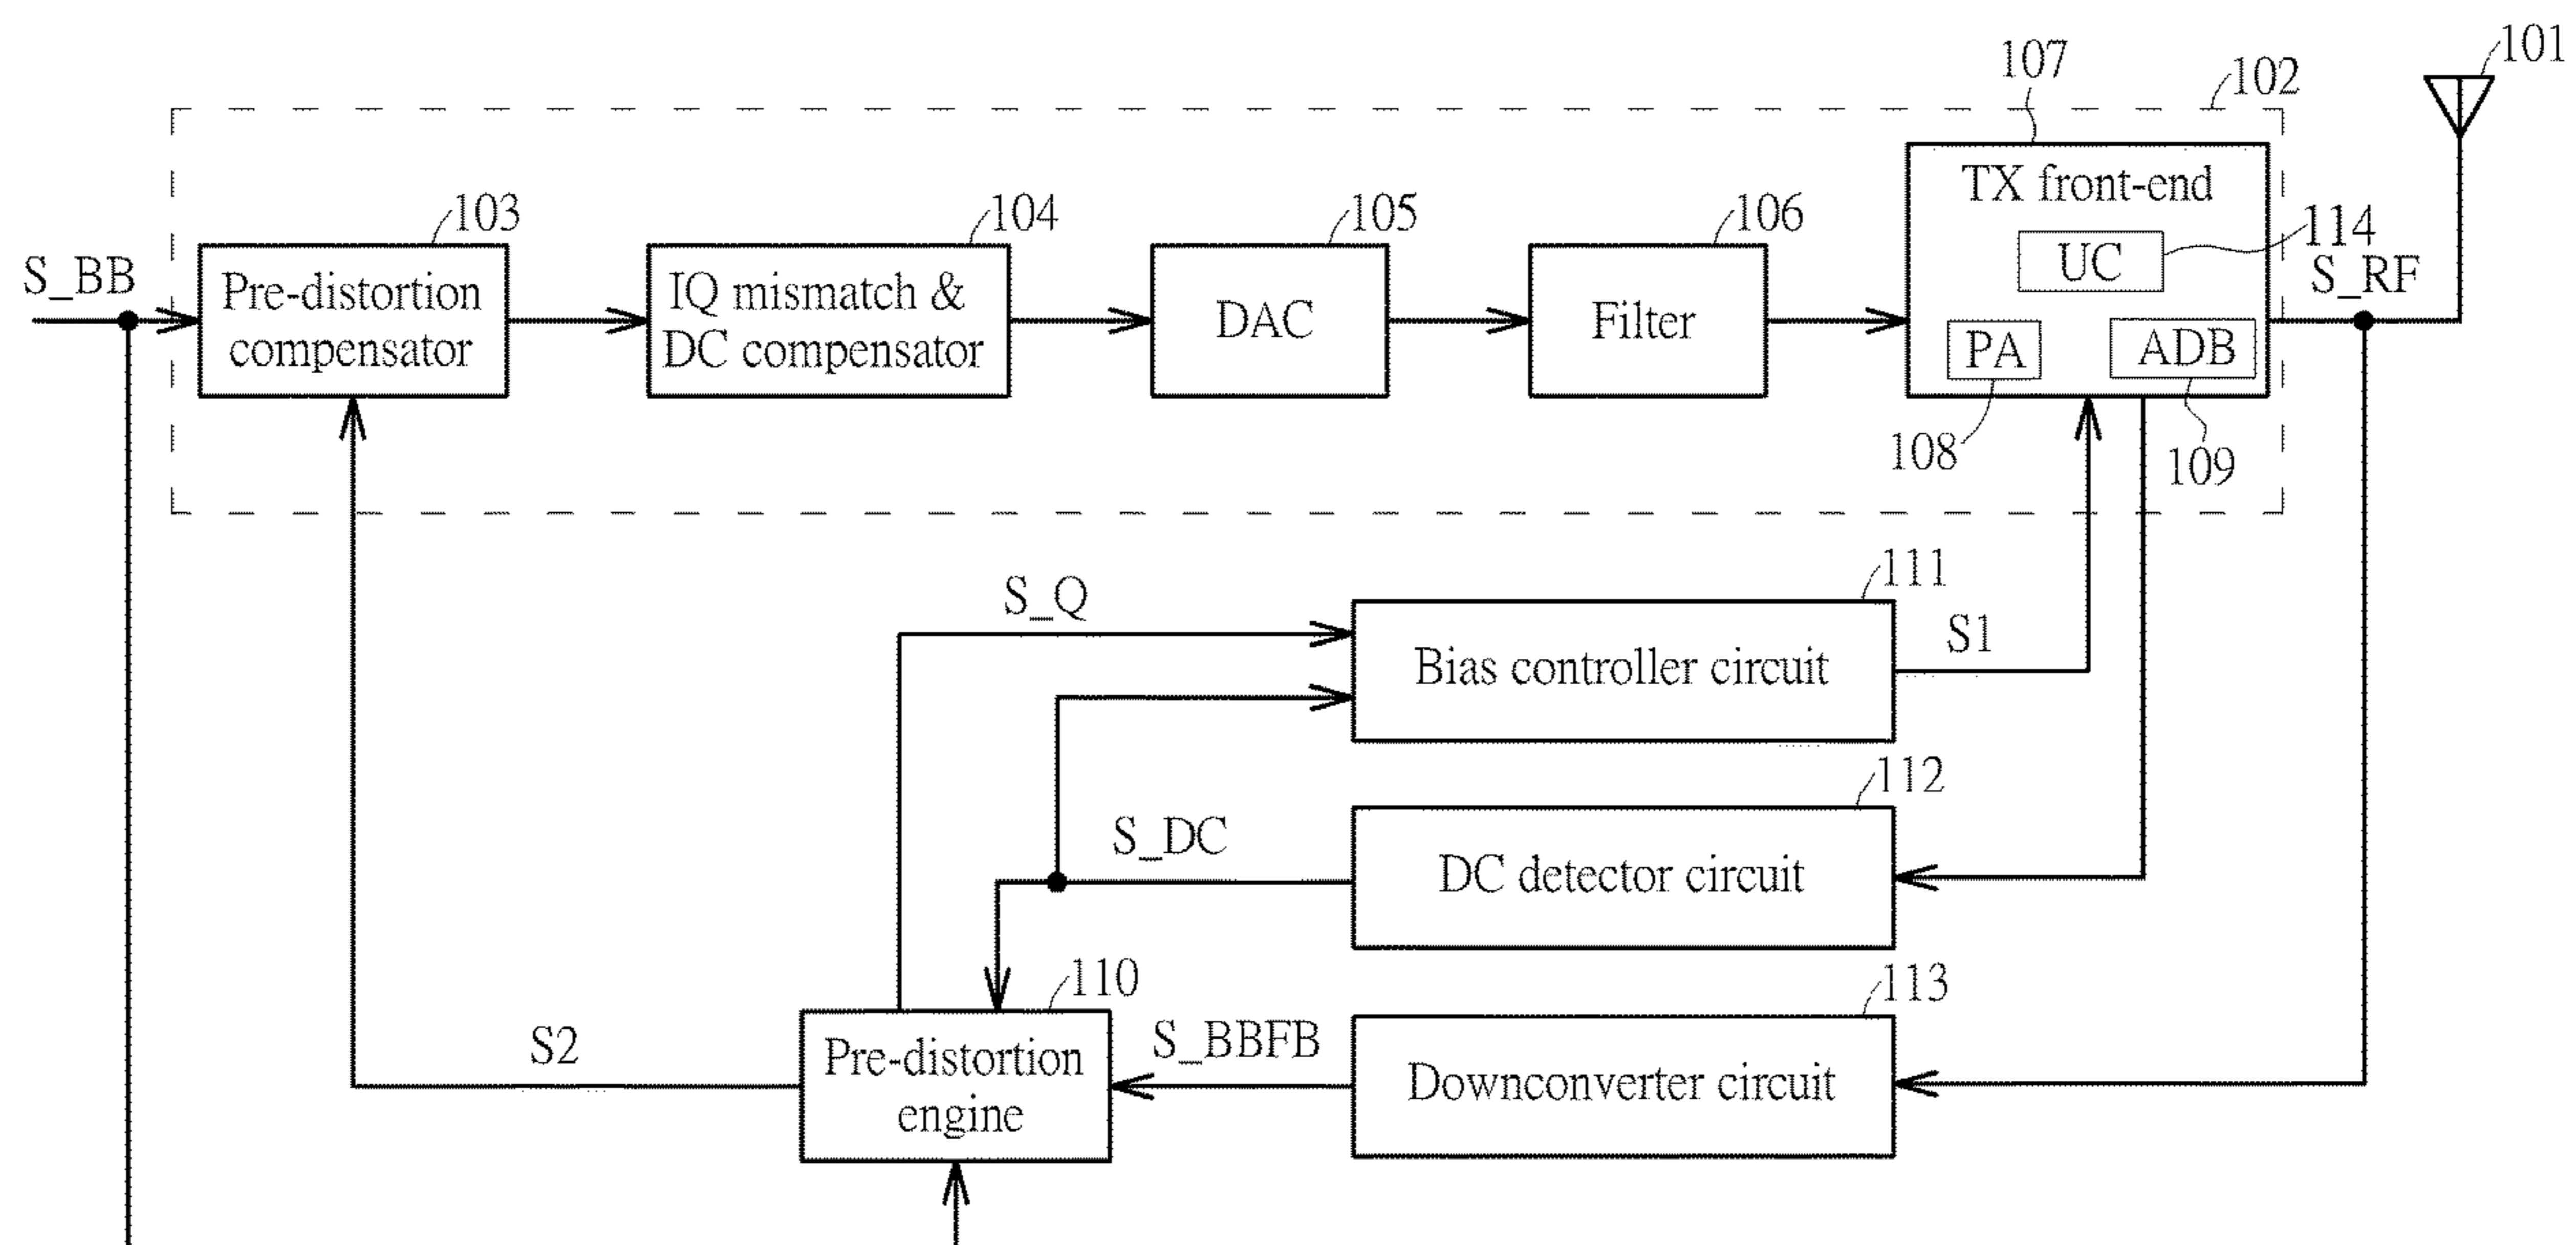 101
107
102
TX front-end
103
104
105
106
114
S_BB
UC
S_RF
Pre-distortion
compensator
IQ mismatch &
DC compensator
DAC
Filter
PA
ADB
108
109
111
S_Q
S1
Bias controller circuit
112
S_DC
DC detector circuit
110
113
S2
S_BBFB
Pre-distortion
engine
Downconverter circuit